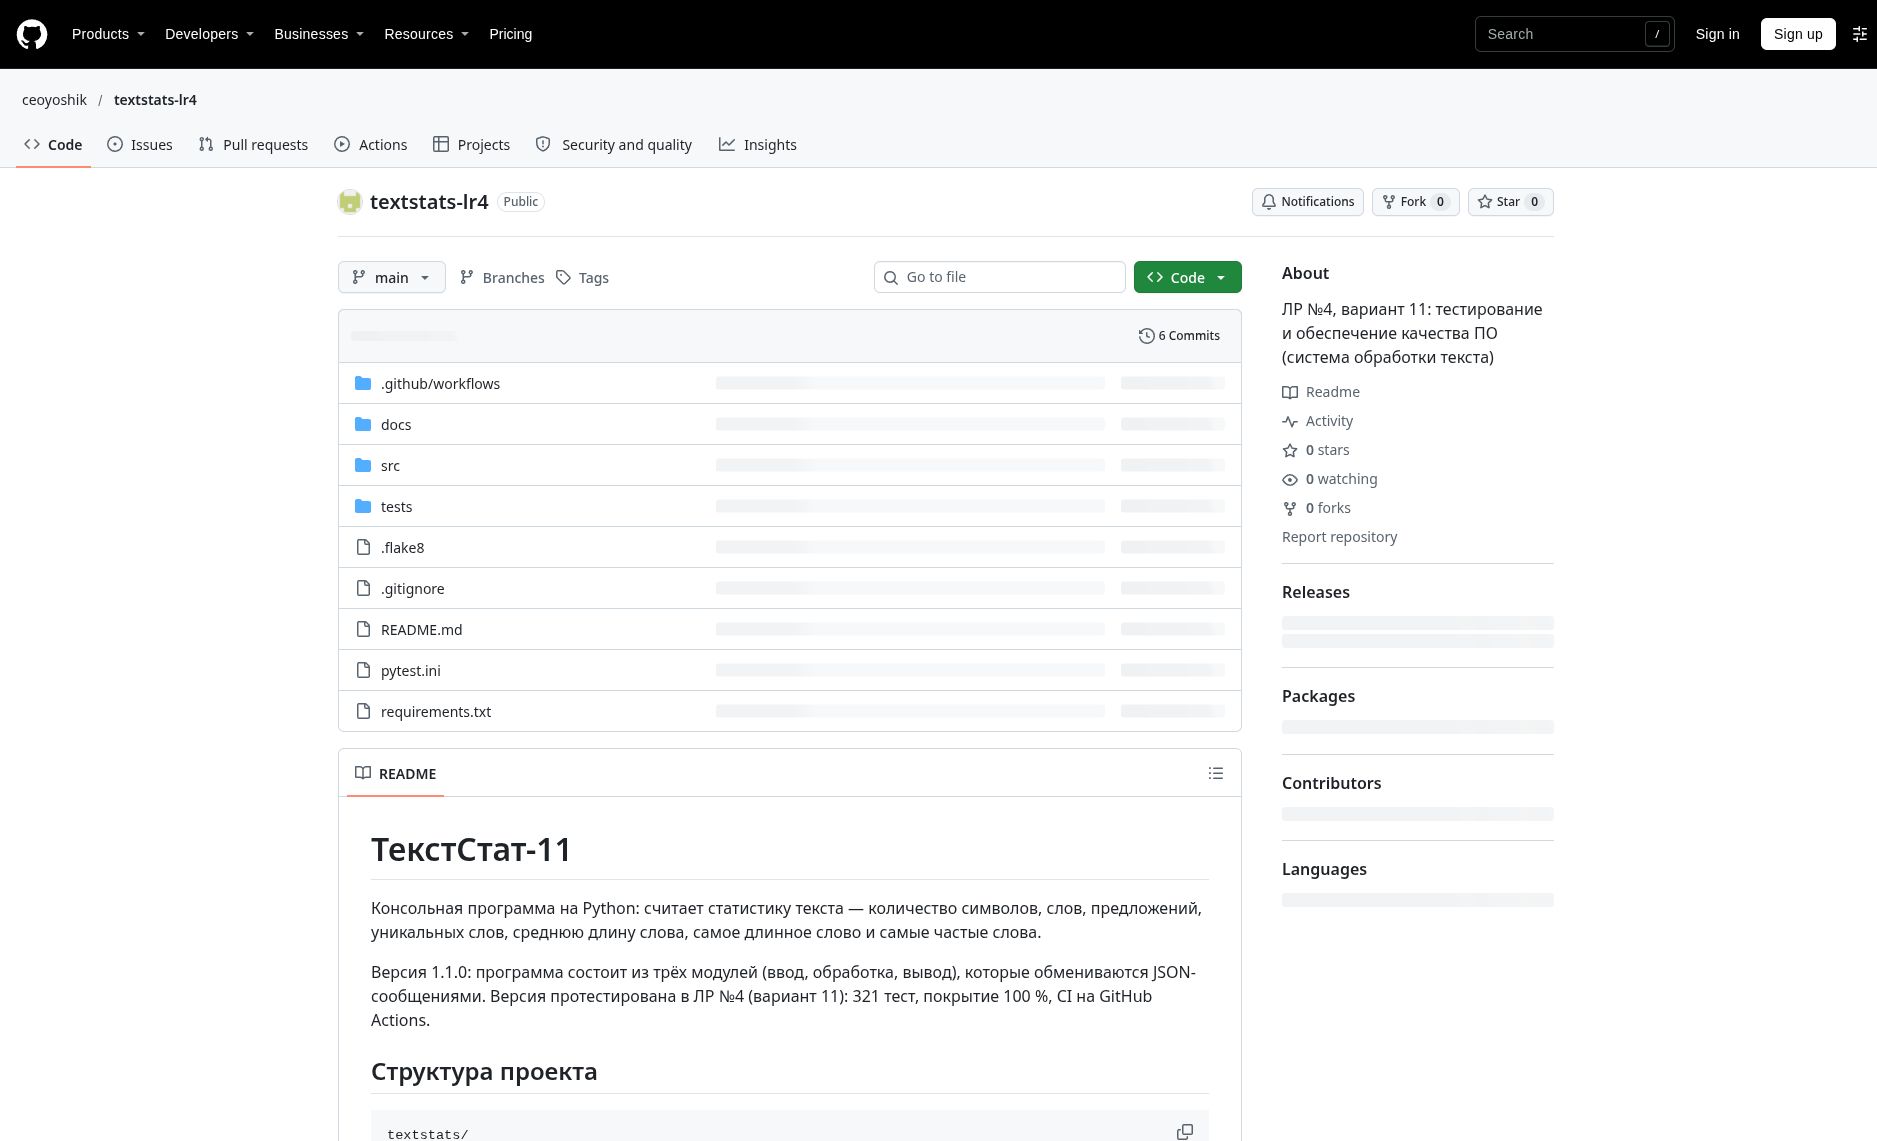 Products
Developers
Businesses
Resources
Pricing
Search
/
Sign in
Sign up
ceoyoshik / textstats-lr4
Code
Issues
Pull requests
Actions
Projects
Security and quality
Insights
textstats-lr4
Public
Notifications
Fork 0
Star 0
main
Branches
Tags
Go to file
Code
6 Commits
.github/workflows
docs
src
tests
.flake8
.gitignore
README.md
pytest.ini
requirements.txt
README
ТекстСтат-11
Консольная программа на Python: считает статистику текста — количество символов, слов, предложений,
уникальных слов, среднюю длину слова, самое длинное слово и самые частые слова.
Версия 1.1.0: программа состоит из трёх модулей (ввод, обработка, вывод), которые обмениваются JSON-
сообщениями. Версия протестирована в ЛР №4 (вариант 11): 321 тест, покрытие 100 %, CI на GitHub
Actions.
Структура проекта
textstats/
About
ЛР №4, вариант 11: тестирование
и обеспечение качества ПО
(система обработки текста)
Readme
Activity
0 stars
0 watching
0 forks
Report repository
Releases
Packages
Contributors
Languages